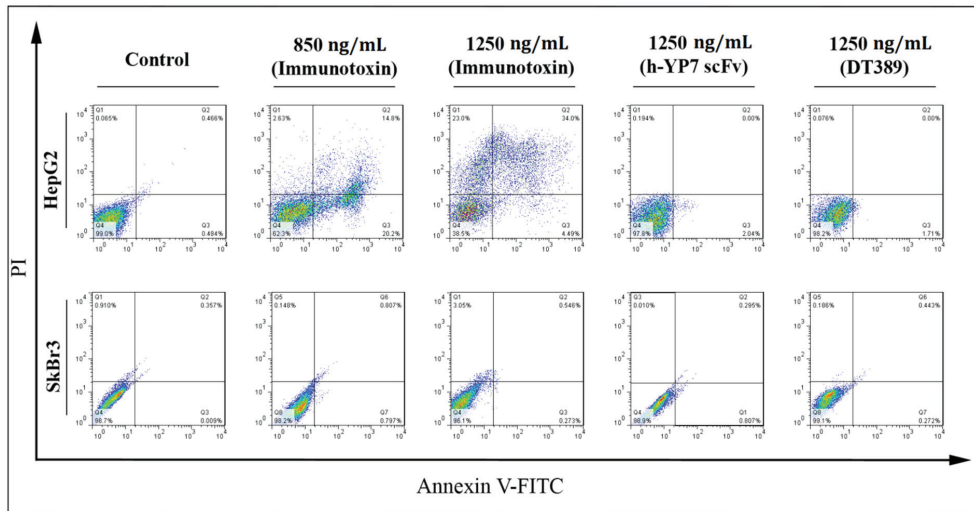 Control
850 ng/mL
(Immunotoxin)
1250 ng/mL
(Immunotoxin)
1250 ng/mL
(h-YP7 scFv)
1250 ng/mL
(DT389)
HepG2
Q1
0.065%
Q2
0.466%
Q4
99.0%
Q3
0.484%
Q1
2.63%
Q2
14.8%
Q4
62.3%
Q3
20.2%
Q1
23.0%
Q2
34.0%
Q4
38.5%
Q3
4.49%
Q1
0.194%
Q2
0.00%
Q4
97.8%
Q3
2.04%
Q1
0.076%
Q2
0.00%
Q4
98.2%
Q3
1.71%
SkBr3
Q1
0.910%
Q2
0.357%
Q4
98.7%
Q3
0.009%
Q5
0.148%
Q6
0.807%
Q8
98.2%
Q7
0.797%
Q1
3.05%
Q2
0.546%
Q4
96.1%
Q3
0.273%
Q3
0.010%
Q2
0.295%
Q4
98.9%
Q1
0.807%
Q5
0.186%
Q6
0.443%
Q8
99.1%
Q7
0.272%
PI
Annexin V-FITC